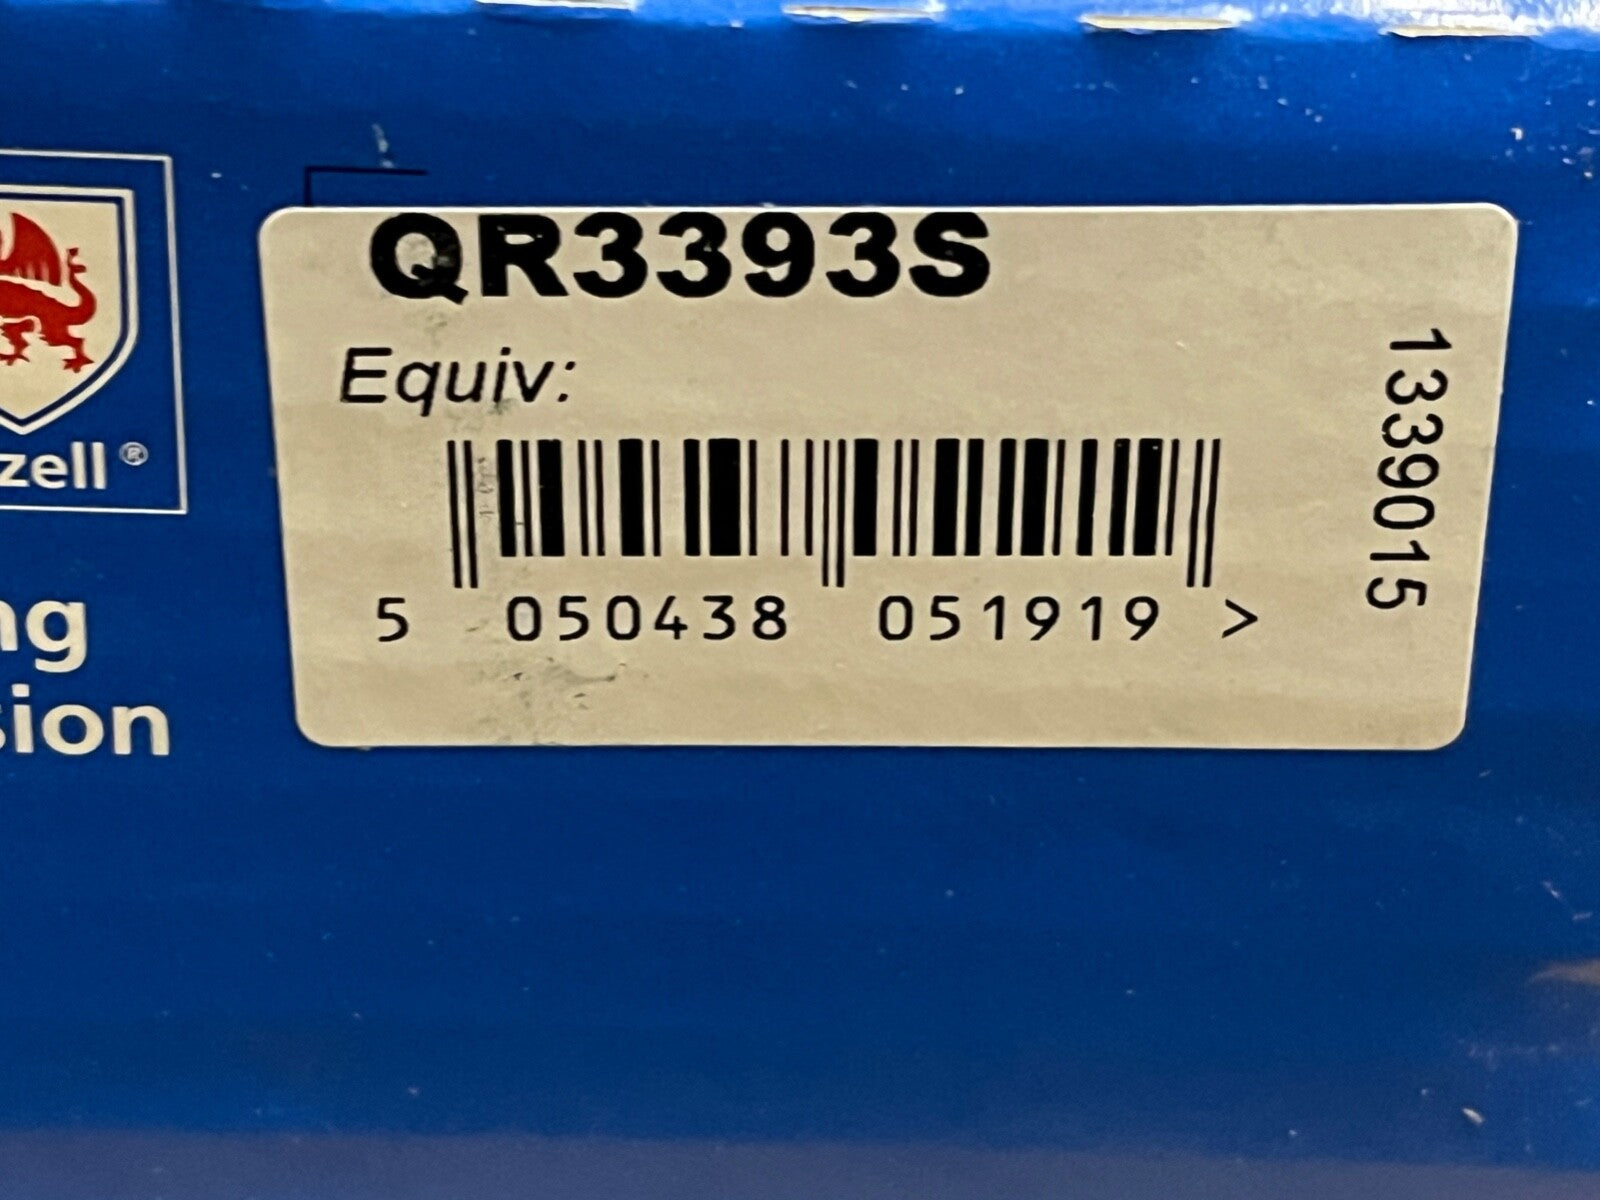 QR3393S
Equiv:
5 050438 051919 >
1339015
zell®
ng
sion